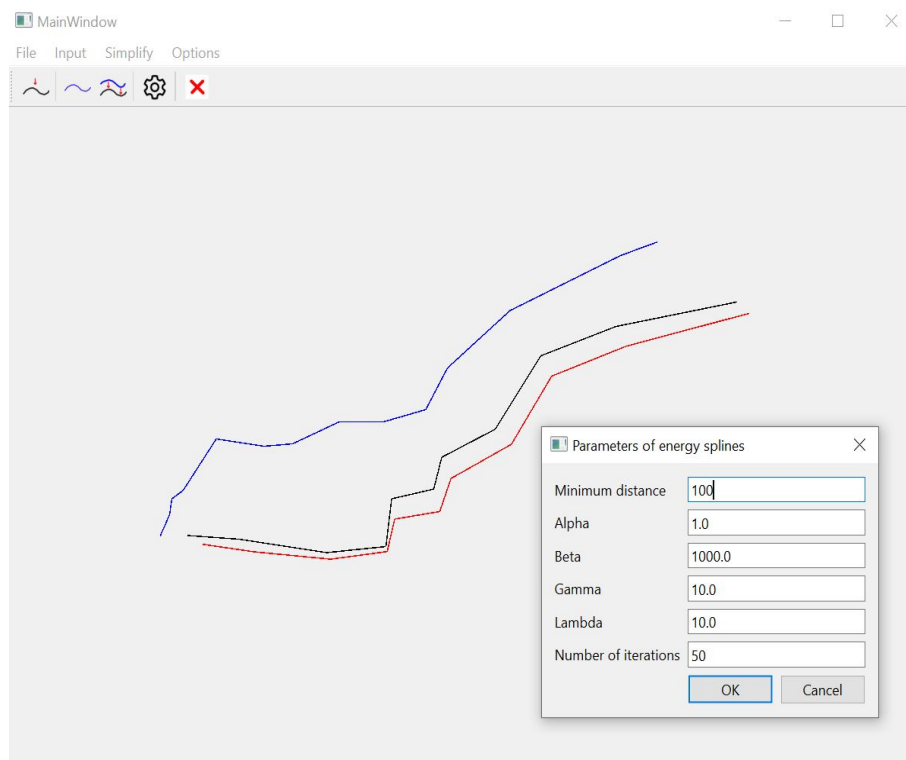 MainWindow
File Input Simplify Options
Parameters of energy splines
Minimum distance 100
Alpha 1.0
Beta 1000.0
Gamma 10.0
Lambda 10.0
Number of iterations 50
OK Cancel